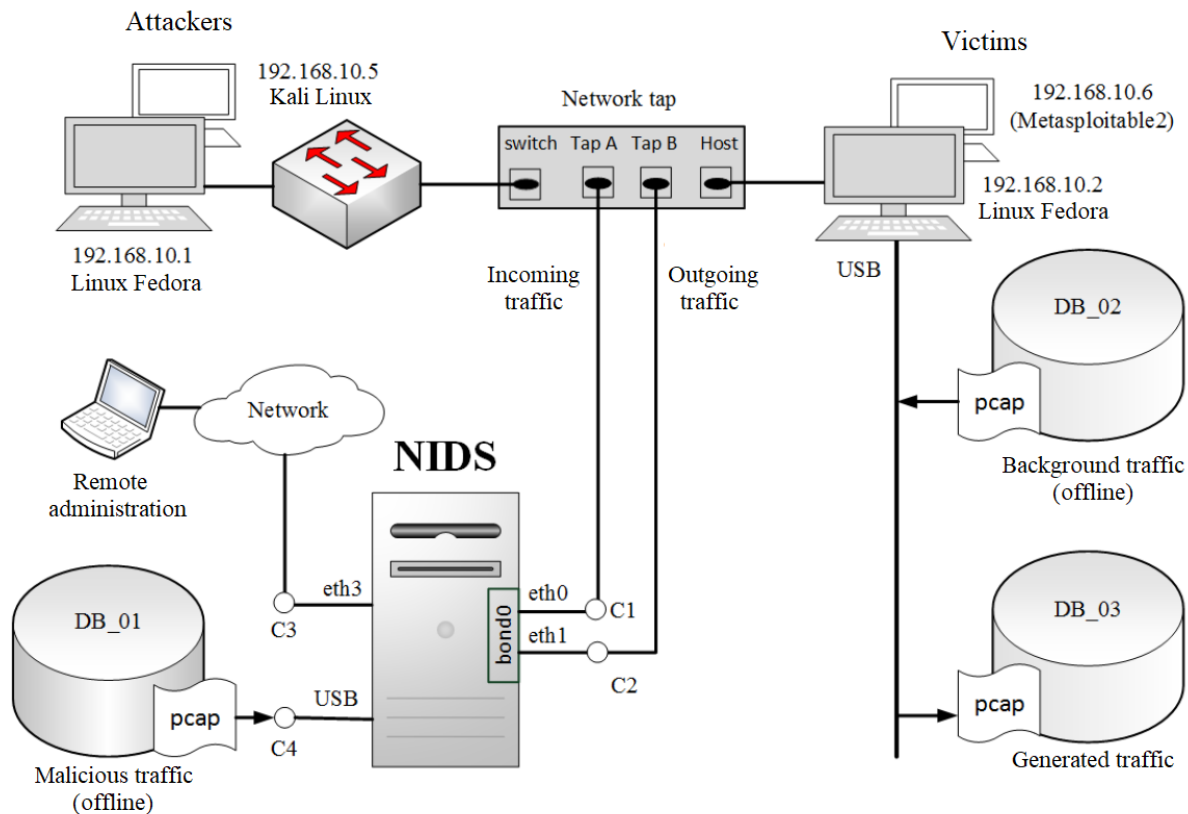 Attackers
Victims
192.168.10.5
Kali Linux
192.168.10.6
(Metasploitable2)
Network tap
switch
Tap A
Tap B
Host
192.168.10.2
Linux Fedora
192.168.10.1
Linux Fedora
Incoming
traffic
Outgoing
traffic
USB
DB_02
pcap
Background traffic
(offline)
Network
Remote
administration
NIDS
eth3
C3
eth0
C1
bond0
eth1
C2
DB_01
pcap
USB
C4
Malicious traffic
(offline)
DB_03
pcap
Generated traffic